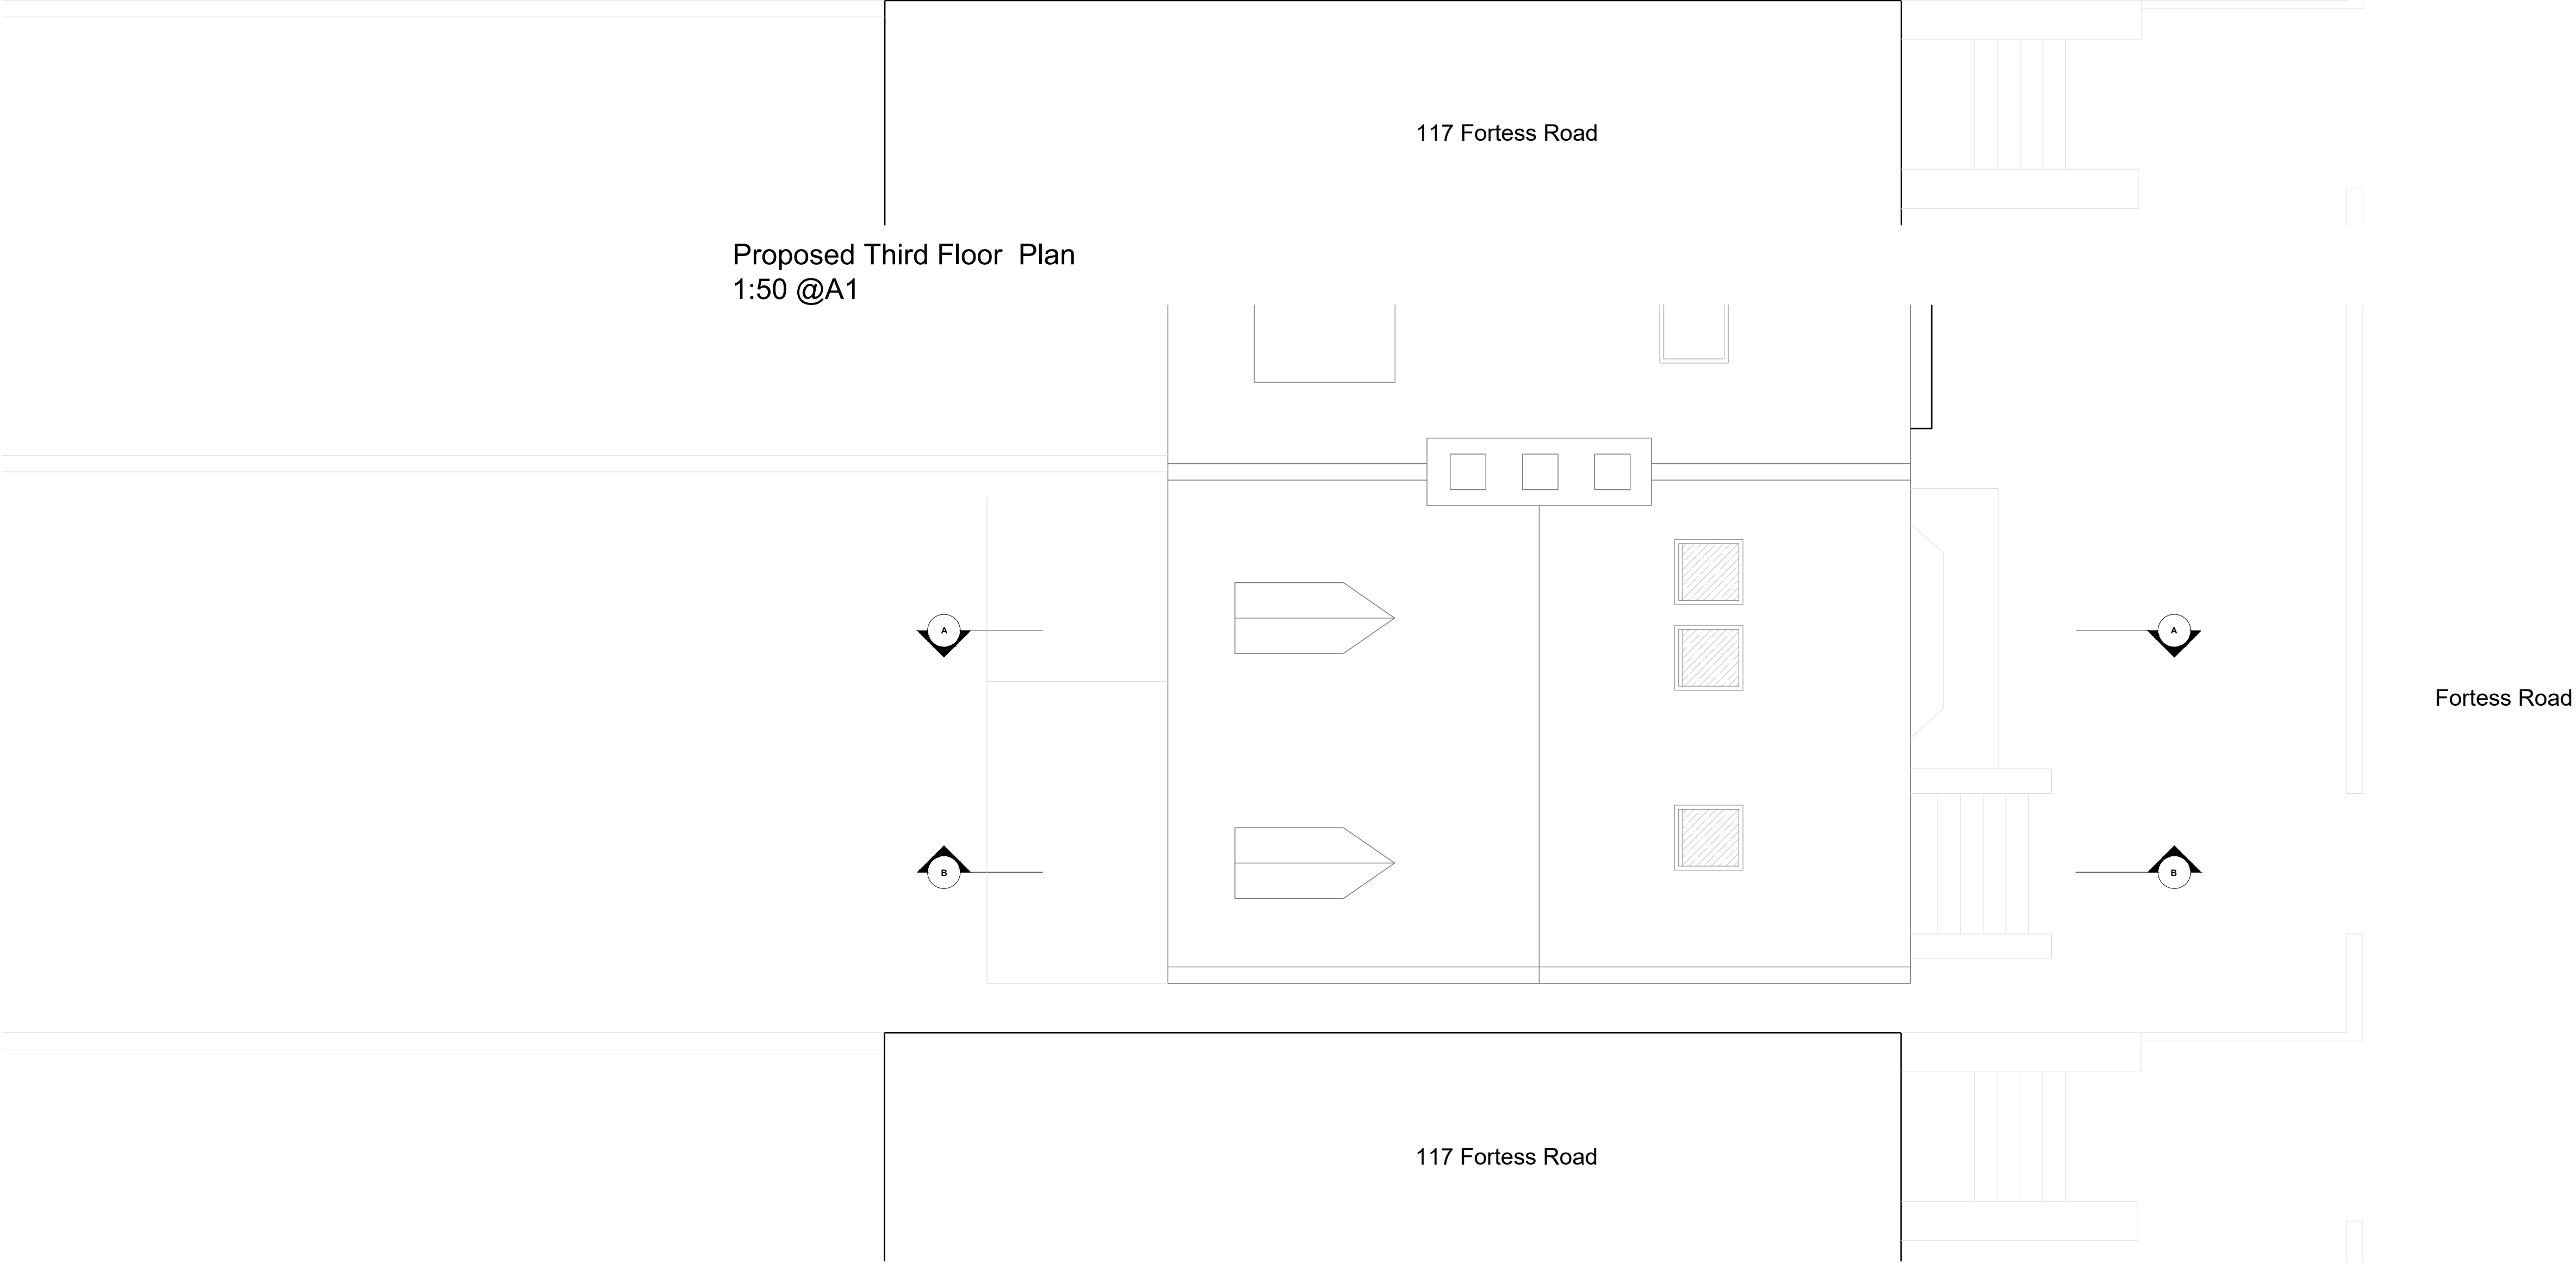 117 Fortess Road
Proposed Third Floor  Plan
1:50 @A1
A
A
Fortess Road
B
B
117 Fortess Road